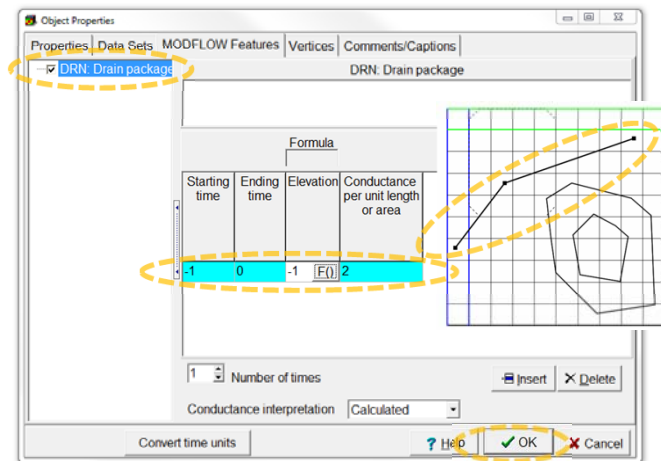 Object Properties
Properties Data Sets MODFLOW Features Vertices Comments/Captions
DRN: Drain package
DRN: Drain package
Formula
Starting time Ending time Elevation Conductance per unit length or area
-1 0 -1 F() 2
1 Number of times
Insert Delete
Conductance interpretation Calculated
Convert time units
? Help OK Cancel